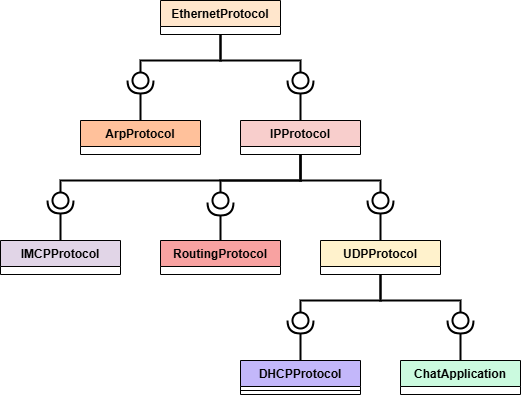 EthernetProtocol
ArpProtocol
IPProtocol
IMCPProtocol
RoutingProtocol
UDPProtocol
DHCPProtocol
ChatApplication